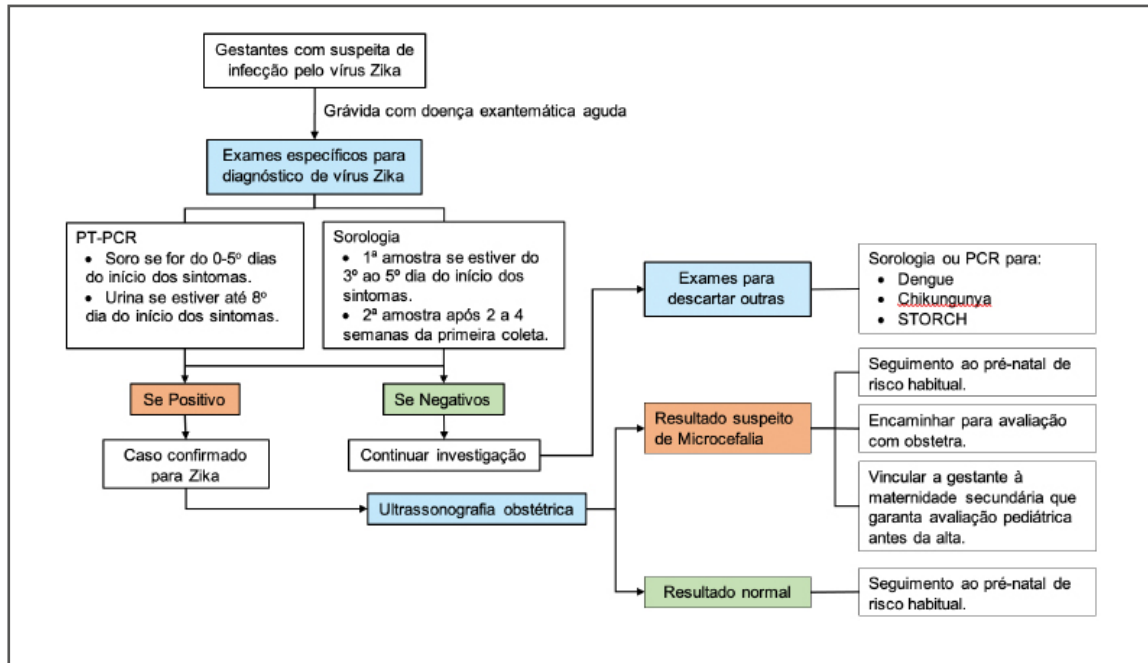 Gestantes com suspeita de
infecção pelo vírus Zika
Grávida com doença exantemática aguda
Exames específicos para
diagnóstico de vírus Zika
PT-PCR
• Soro se for do 0-5º dias
do início dos sintomas.
• Urina se estiver até 8º
dia do início dos sintomas.
Sorologia
• 1ª amostra se estiver do
3º ao 5º dia do início dos
sintomas.
• 2ª amostra após 2 a 4
semanas da primeira coleta.
Se Positivo
Se Negativos
Caso confirmado
para Zika
Continuar investigação
Exames para
descartar outras
Sorologia ou PCR para:
• Dengue
• Chikungunya
• STORCH
Ultrassonografia obstétrica
Resultado suspeito
de Microcefalia
Seguimento ao pré-natal de
risco habitual.
Encaminhar para avaliação
com obstetra.
Vincular a gestante à
maternidade secundária que
garanta avaliação pediátrica
antes da alta.
Resultado normal
Seguimento ao pré-natal de
risco habitual.